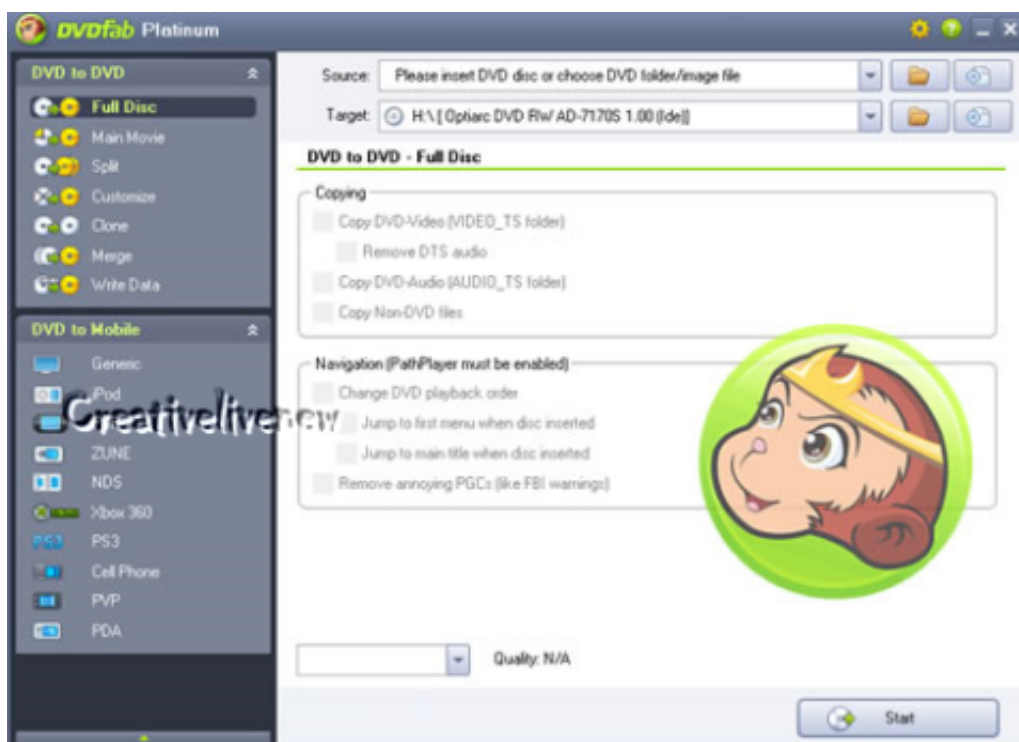 DVDfab Platinum
DVD to DVD
Full Disc
Main Movie
Split
Customize
Clone
Merge
Write Data
DVD to Mobile
Generic
iPod
Creativelivenew
ZUNE
NDS
Xbox 360
PS3
PS3
Cell Phone
PVP
PDA
Source: Please insert DVD disc or choose DVD folder/image file
Target: H:\ [ Optiarc DVD RW AD-7170S 1.00 (Ide)]
DVD to DVD - Full Disc
Copying
Copy DVD-Video (VIDEO_TS folder)
Remove DTS audio
Copy DVD-Audio (AUDIO_TS folder)
Copy Non-DVD files
Navigation (PathPlayer must be enabled)
Change DVD playback order
Jump to first menu when disc inserted
Jump to main title when disc inserted
Remove annoying PGCs (like FBI warnings)
Quality: N/A
Start